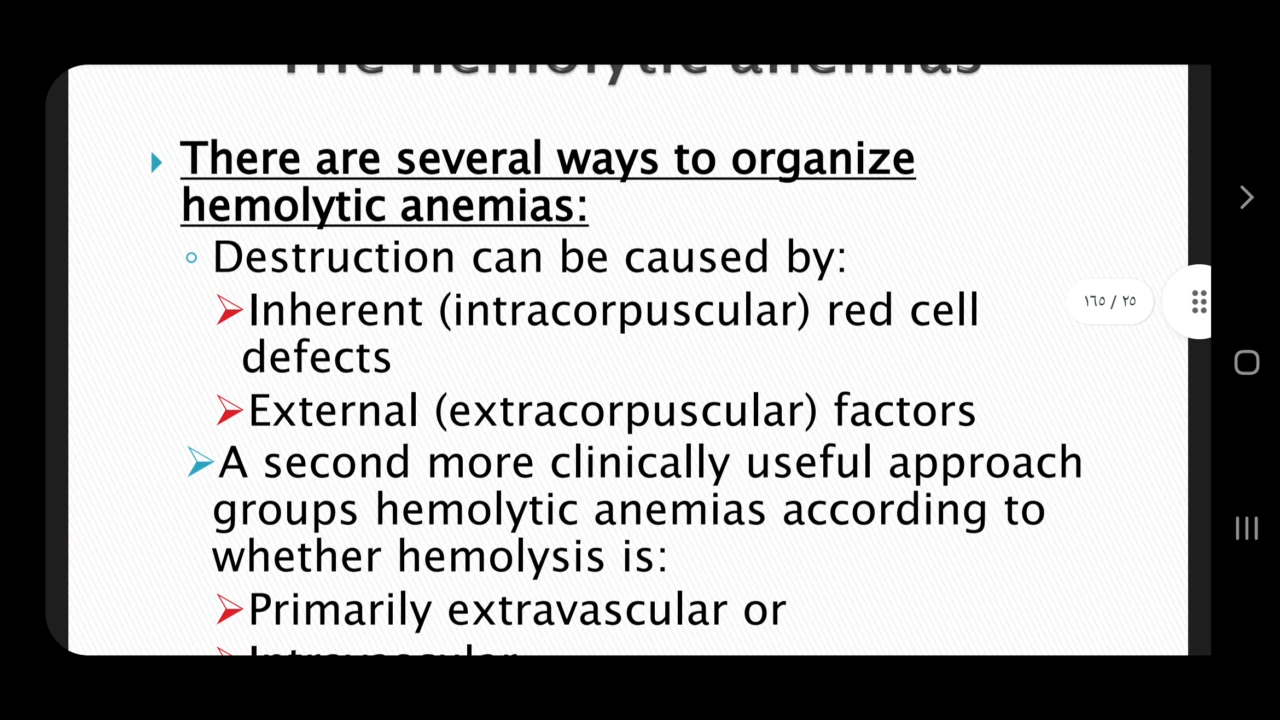 The hemolytic anemias
There are several ways to organize
hemolytic anemias:
Destruction can be caused by:
Inherent (intracorpuscular) red cell
defects
External (extracorpuscular) factors
A second more clinically useful approach
groups hemolytic anemias according to
whether hemolysis is:
Primarily extravascular or
Intravascular
١٦٥ / ٢٥